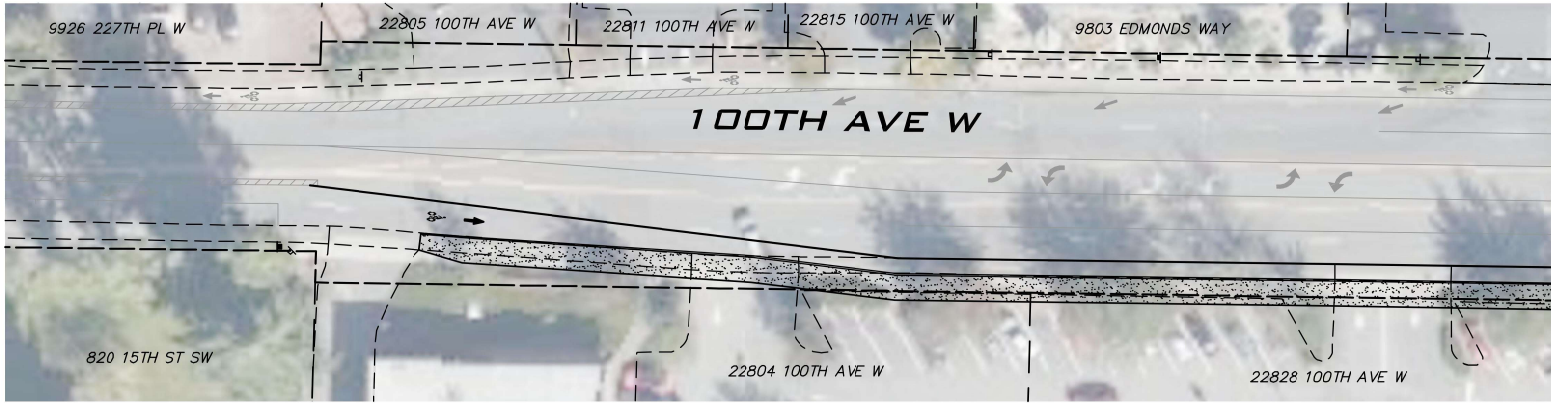 9926 227TH PL W
22805 100TH AVE W
22811 100TH AVE W
22815 100TH AVE W
9803 EDMONDS WAY
100TH AVE W
820 15TH ST SW
22804 100TH AVE W
22828 100TH AVE W